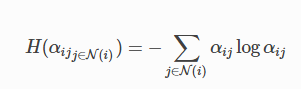 H(α_{ij_{j∈𝒩(i)}}) = − ∑_{j∈𝒩(i)} α_{ij} log α_{ij}